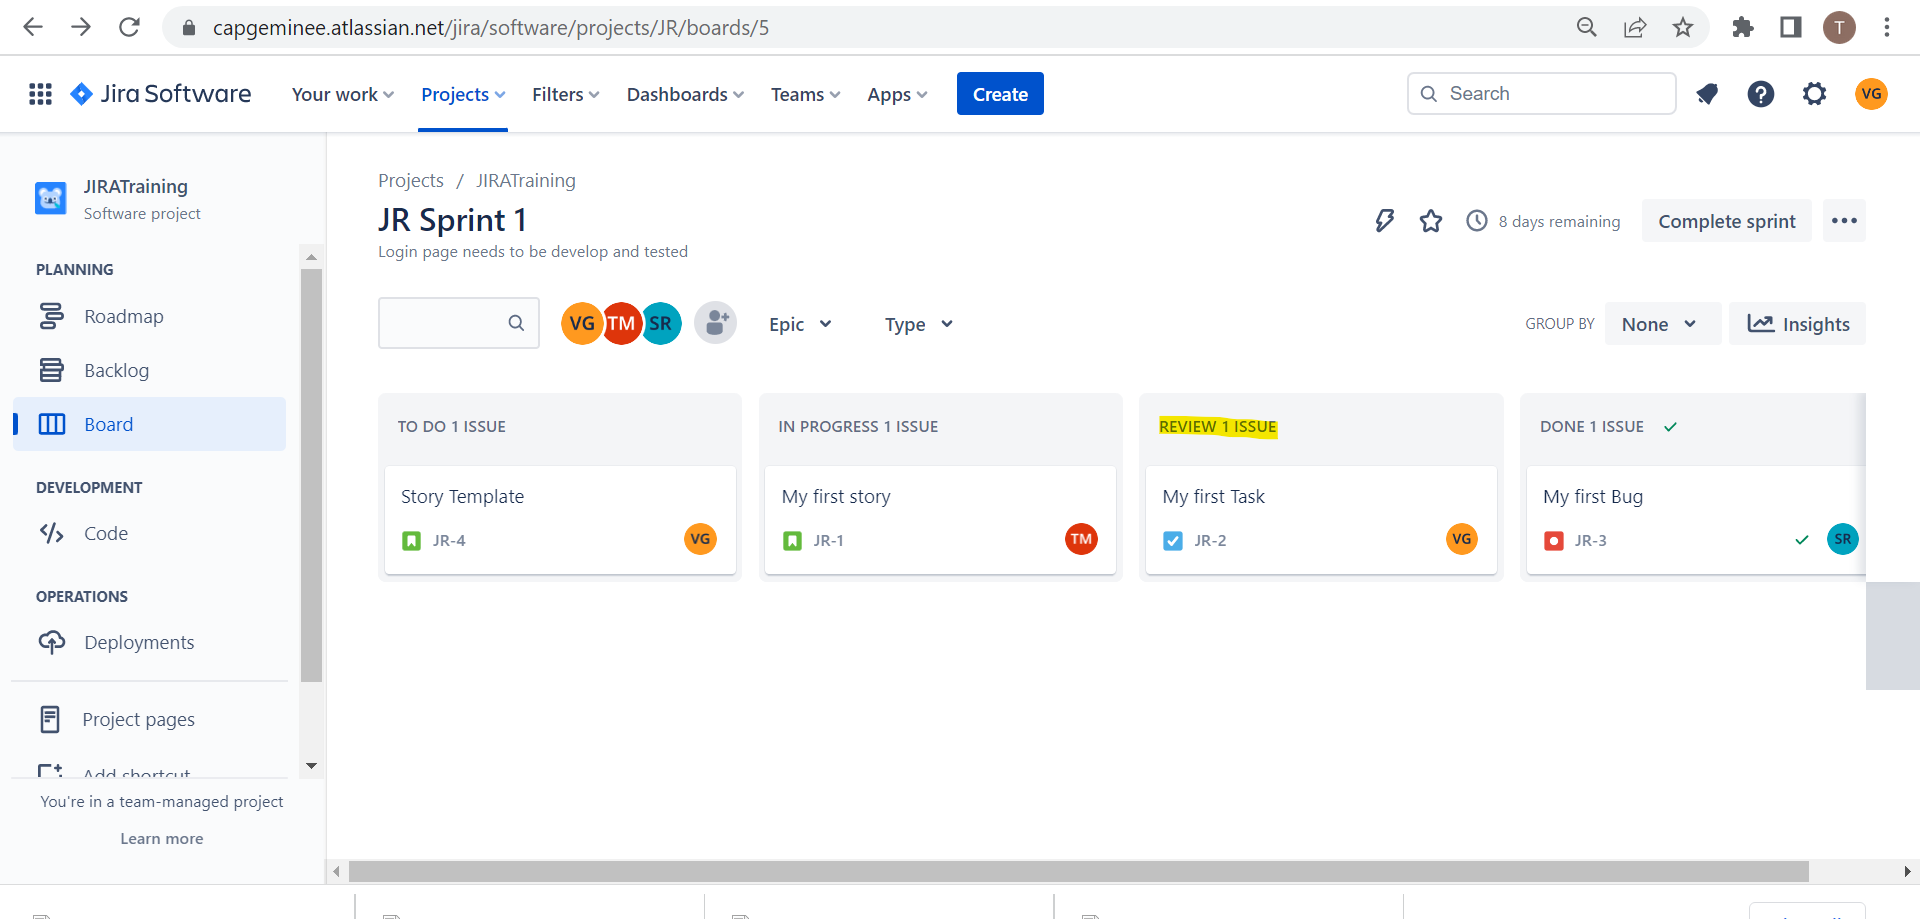 capgeminee.atlassian.net/jira/software/projects/JR/boards/5
T
Jira Software
Your work
Projects
Filters
Dashboards
Teams
Apps
Create
Search
VG
JIRATraining
Software project
PLANNING
Roadmap
Backlog
Board
DEVELOPMENT
Code
OPERATIONS
Deployments
Project pages
Add shortcut
You're in a team-managed project
Learn more
Projects / JIRATraining
JR Sprint 1
Login page needs to be develop and tested
8 days remaining
Complete sprint
VG TM SR
Epic
Type
GROUP BY
None
Insights
TO DO 1 ISSUE
Story Template
JR-4
VG
IN PROGRESS 1 ISSUE
My first story
JR-1
TM
REVIEW 1 ISSUE
My first Task
JR-2
VG
DONE 1 ISSUE
My first Bug
JR-3
SR